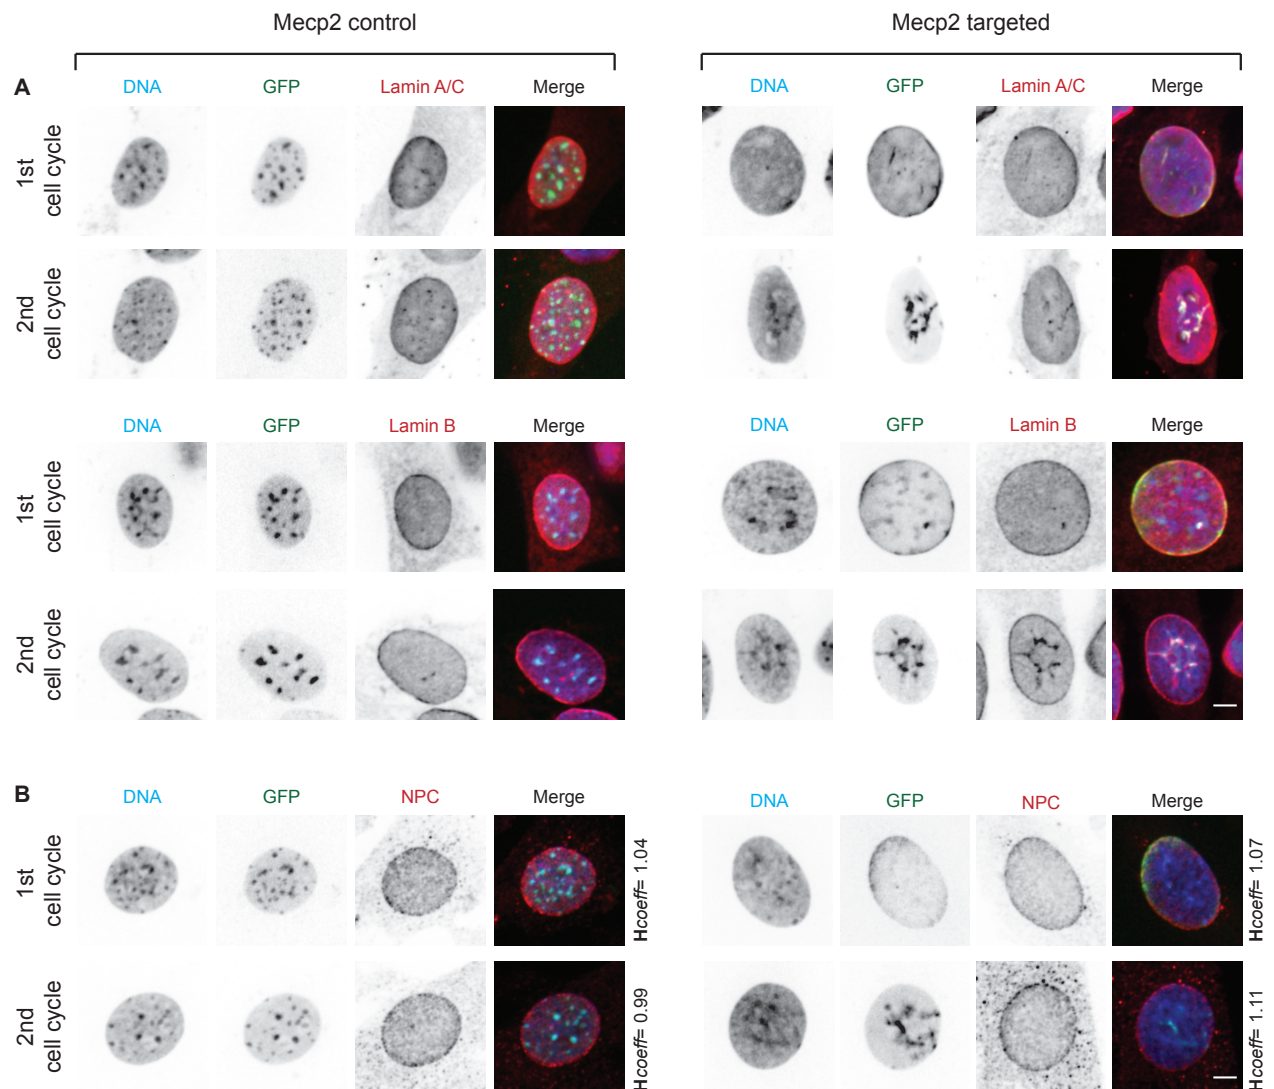 Mecp2 control Mecp2 targeted
A DNA GFP Lamin A/C Merge DNA GFP Lamin A/C Merge
1st
cell cycle
2nd
cell cycle
DNA GFP Lamin B Merge DNA GFP Lamin B Merge
1st
cell cycle
2nd
cell cycle
B DNA GFP NPC Merge DNA GFP NPC Merge
1st
cell cycle
Hcoeff= 1.04
Hcoeff= 1.07
2nd
cell cycle
Hcoeff= 0.99
Hcoeff= 1.11